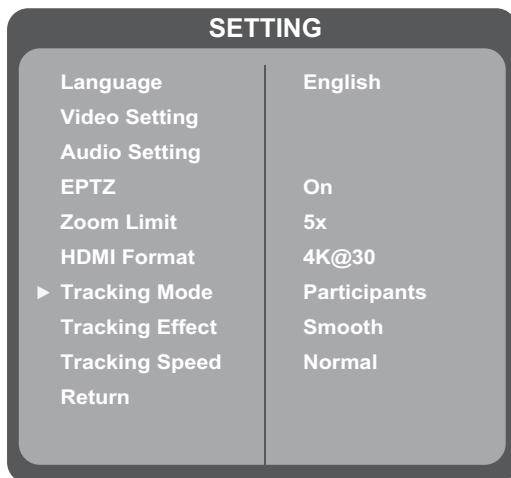 SETTING
Language English
Video Setting
Audio Setting
EPTZ On
Zoom Limit 5x
HDMI Format 4K@30
Tracking Mode Participants
Tracking Effect Smooth
Tracking Speed Normal
Return